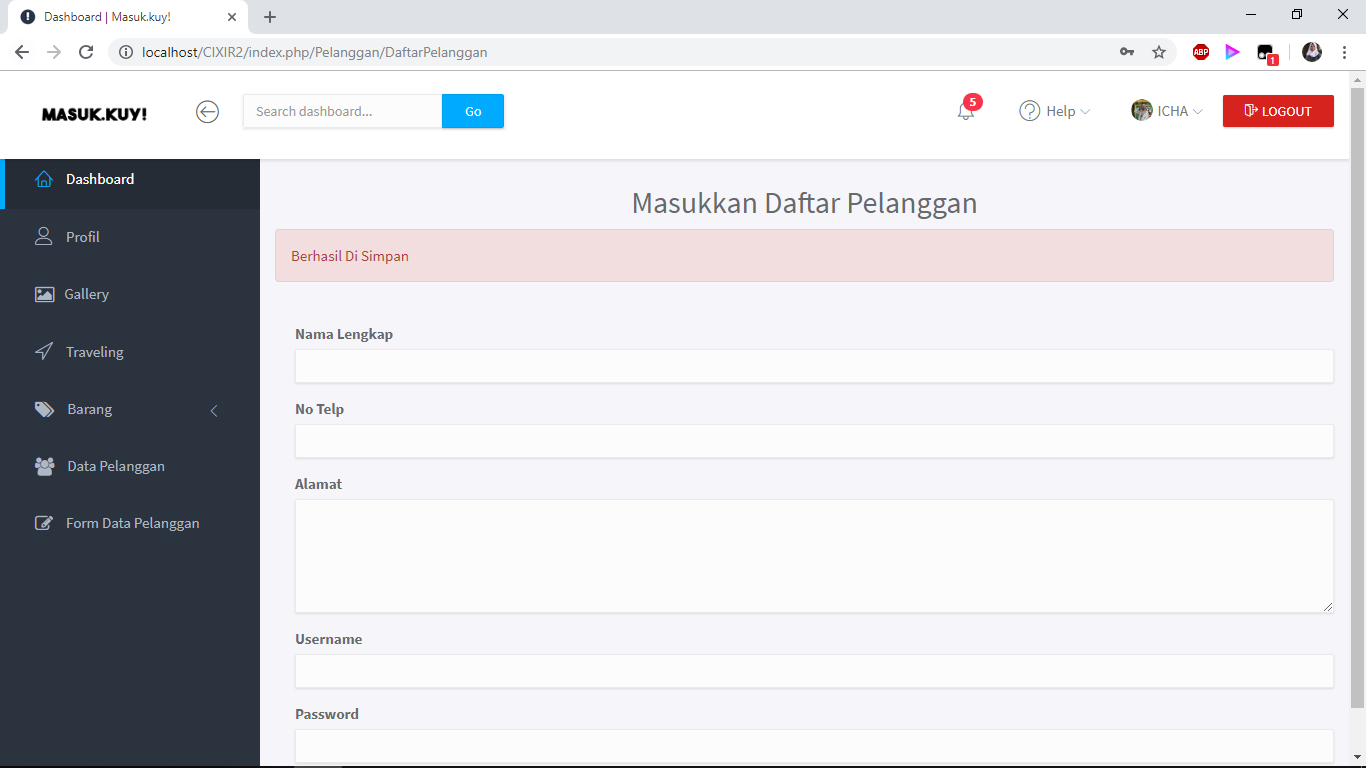 Dashboard | Masuk.kuy!
localhost/CIXIR2/index.php/Pelanggan/DaftarPelanggan
ABP
1
MASUK.KUY!
Search dashboard...
Go
5
Help
ICHA
LOGOUT
Dashboard
Profil
Gallery
Traveling
Barang
Data Pelanggan
Form Data Pelanggan
Masukkan Daftar Pelanggan
Berhasil Di Simpan
Nama Lengkap
No Telp
Alamat
Username
Password